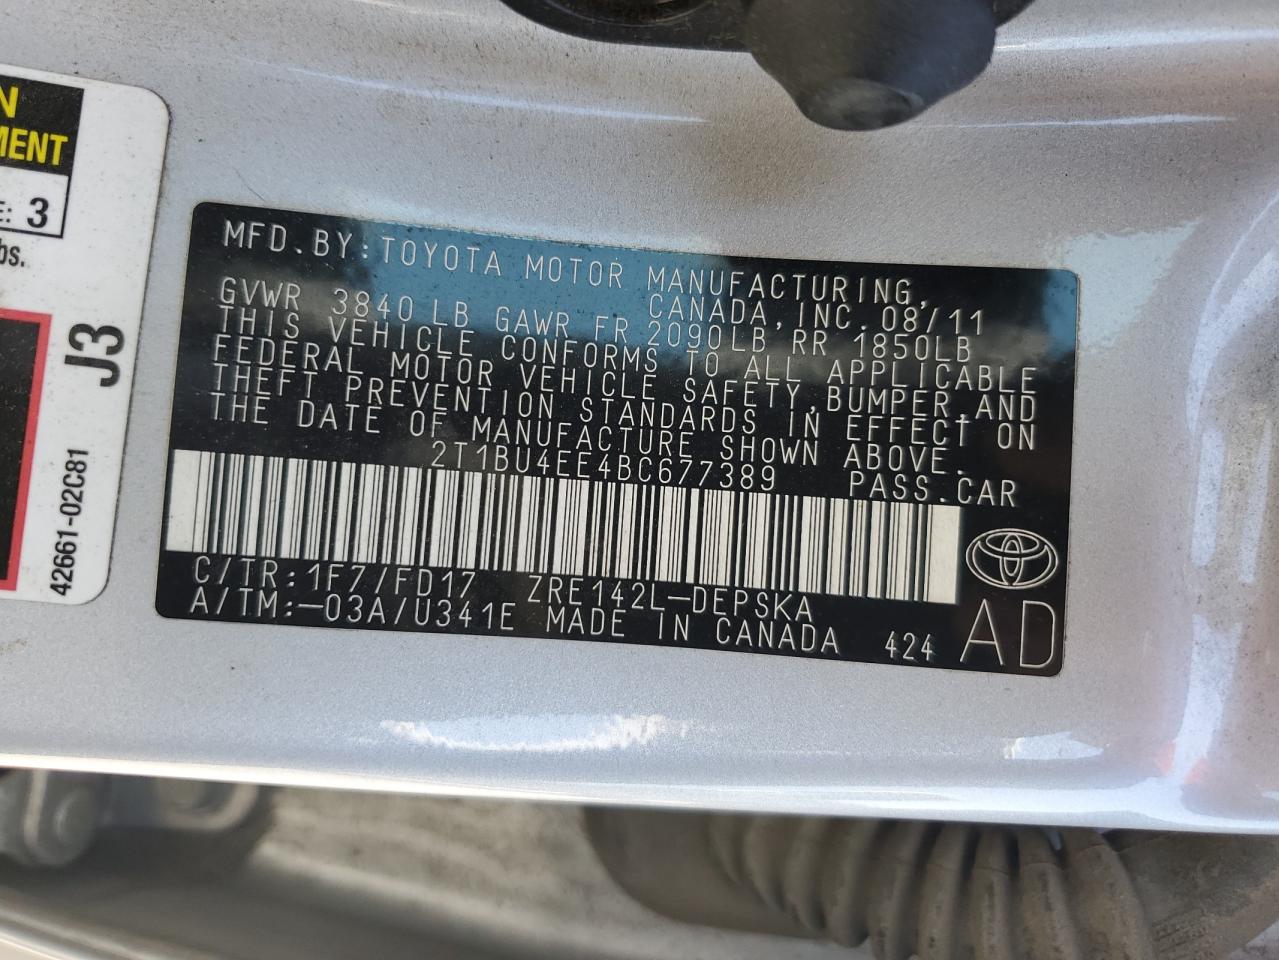 N
MENT
E: 3
bs.
J3
42661-02C81
MFD.BY:TOYOTA MOTOR MANUFACTURING,
CANADA,INC.08/11
GVWR 3840 LB GAWR FR 2090LB RR 1850LB
THIS VEHICLE CONFORMS TO ALL APPLICABLE
FEDERAL MOTOR VEHICLE SAFETY,BUMPER,AND
THEFT PREVENTION STANDARDS IN EFFECT ON
THE DATE OF MANUFACTURE SHOWN ABOVE.
2T1BU4EE4BC677389 PASS.CAR
C/TR:1F7/FD17 ZRE142L-DEPSKA
A/TM:-03A/U341E MADE IN CANADA 424
AD